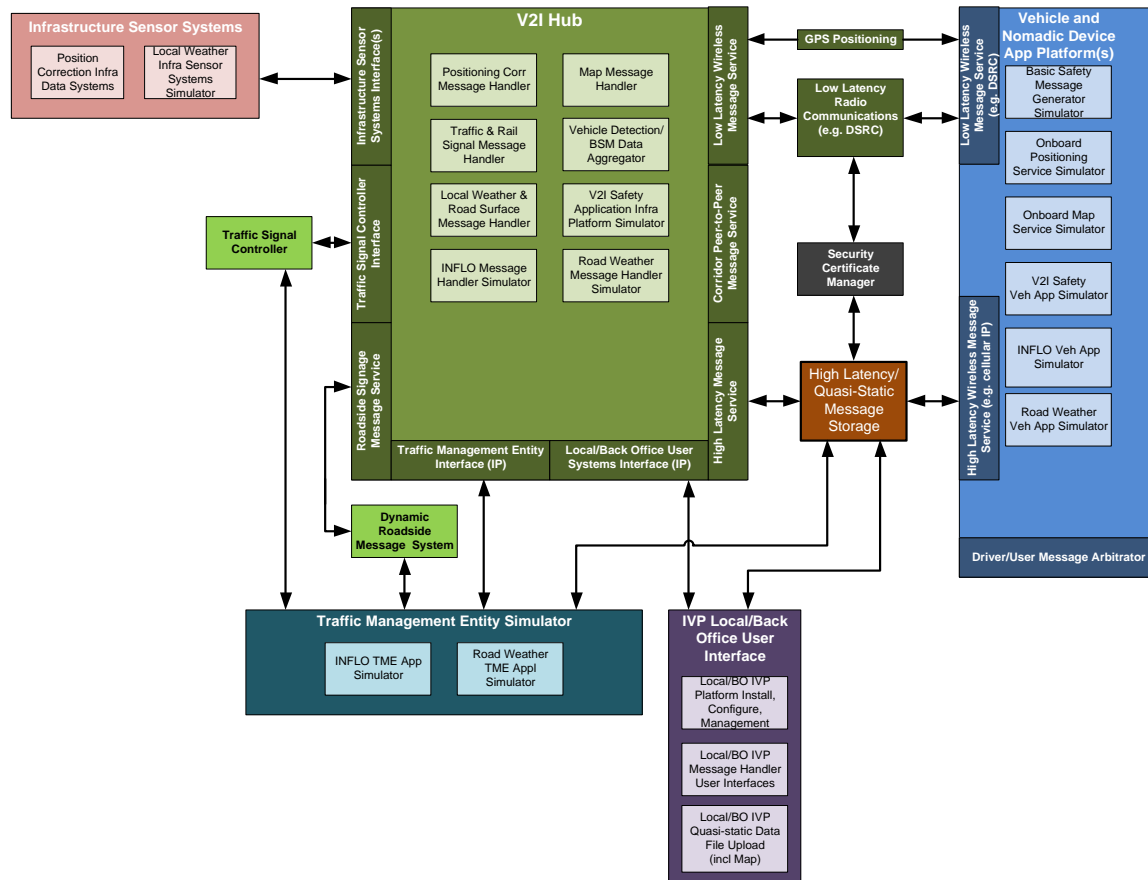 Infrastructure Sensor Systems
Position
Correction Infra
Data Systems
Local Weather
Infra Sensor
Systems
Simulator
V2I Hub
Infrastructure Sensor
Systems Interface(s)
Traffic Signal Controller
Interface
Roadside Signage
Message Service
Positioning Corr
Message Handler
Map Message
Handler
Traffic & Rail
Signal Message
Handler
Vehicle Detection/
BSM Data
Aggregator
Local Weather &
Road Surface
Message Handler
V2I Safety
Application Infra
Platform Simulator
INFLO Message
Handler Simulator
Road Weather
Message Handler
Simulator
Low Latency Wireless
Message Service
Corridor Peer-to-Peer
Message Service
High Latency Message
Service
Traffic Management Entity
Interface (IP)
Local/Back Office User
Systems Interface (IP)
GPS Positioning
Low Latency
Radio
Communications
(e.g. DSRC)
Security
Certificate
Manager
High Latency/
Quasi-Static
Message
Storage
Vehicle and
Nomadic Device
App Platform(s)
Low Latency Wireless
Message Service
(e.g. DSRC)
High Latency Wireless Message
Service (e.g. cellular IP)
Basic Safety
Message
Generator
Simulator
Onboard
Positioning
Service Simulator
Onboard Map
Service Simulator
V2I Safety
Veh App Simulator
INFLO Veh App
Simulator
Road Weather
Veh App Simulator
Driver/User Message Arbitrator
Traffic Signal
Controller
Dynamic
Roadside
Message System
Traffic Management Entity Simulator
INFLO TME App
Simulator
Road Weather
TME Appl
Simulator
IVP Local/Back
Office User
Interface
Local/BO IVP
Platform Install,
Configure,
Management
Local/BO IVP
Message Handler
User Interfaces
Local/BO IVP
Quasi-static Data
File Upload
(incl Map)